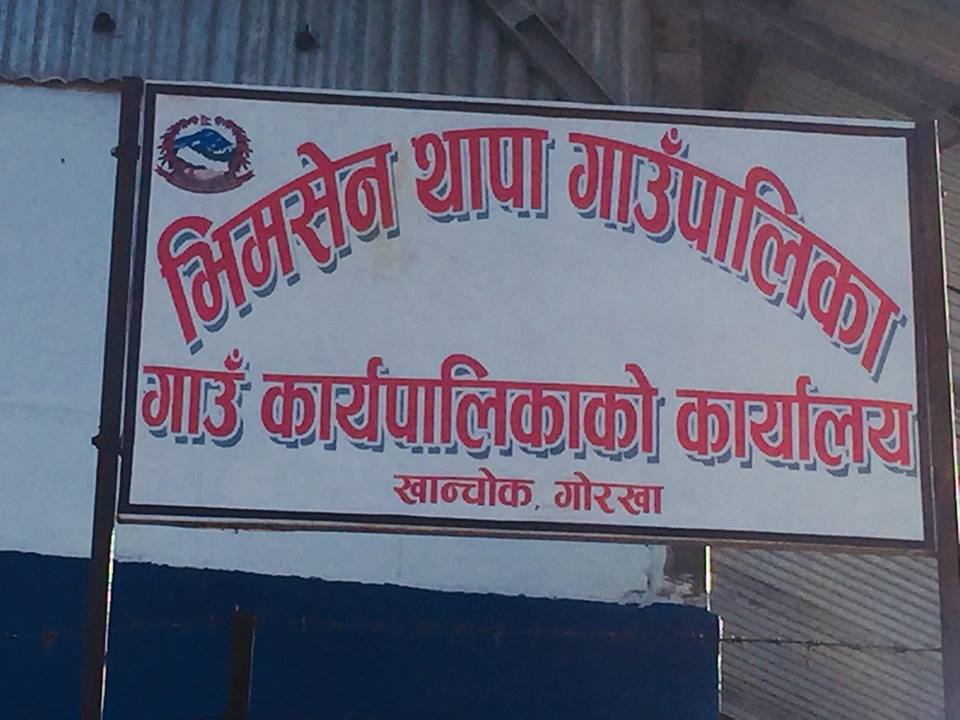 भिमसेन थापा गाउँपालिका
गाउँ कार्यपालिकाको कार्यालय
खान्चोक, गोरखा